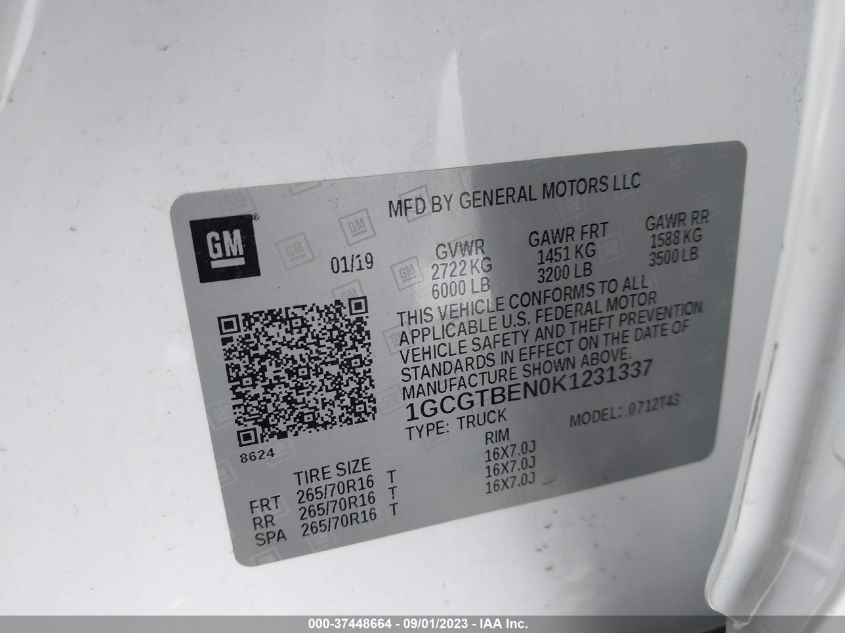 MFD BY GENERAL MOTORS LLC
GM®
01/19
GVWR GAWR FRT GAWR RR
2722 KG 1451 KG 1588 KG
6000 LB 3200 LB 3500 LB
THIS VEHICLE CONFORMS TO ALL
APPLICABLE U.S. FEDERAL MOTOR
VEHICLE SAFETY AND THEFT PREVENTION
STANDARDS IN EFFECT ON THE DATE OF
MANUFACTURE SHOWN ABOVE.
1GCGTBEN0K1231337
TYPE: TRUCK MODEL: 0712T43
8624
TIRE SIZE RIM
FRT 265/70R16 T 16X7.0J
RR 265/70R16 T 16X7.0J
SPA 265/70R16 T 16X7.0J
000-37448664 - 09/01/2023 - IAA, Inc.